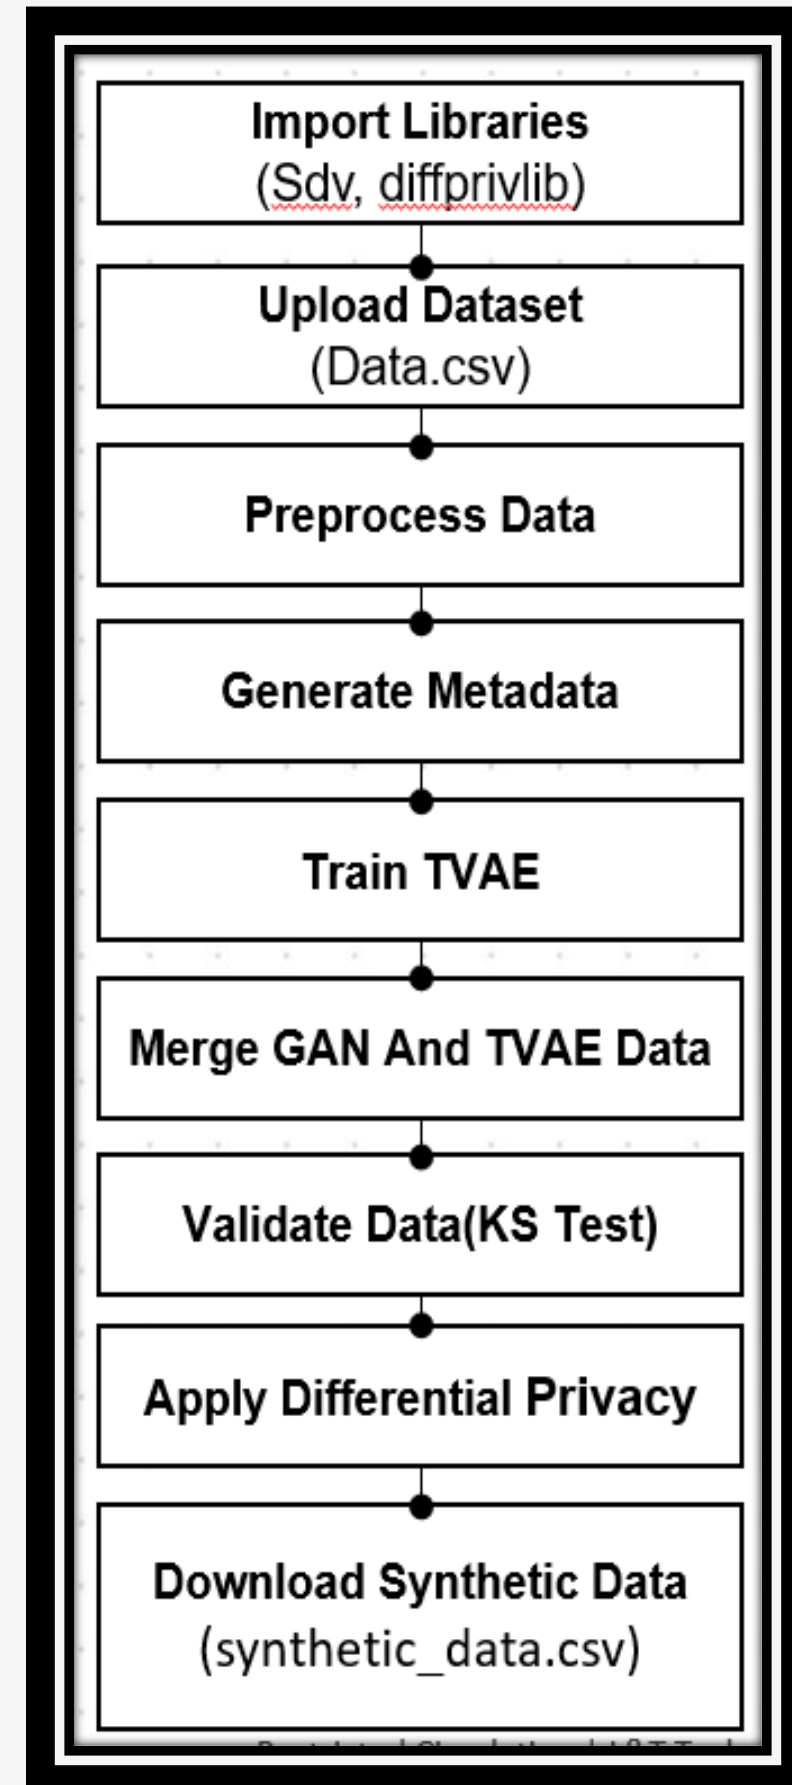 Import Libraries
(Sdv, diffprivlib)
Upload Dataset
(Data.csv)
Preprocess Data
Generate Metadata
Train TVAE
Merge GAN And TVAE Data
Validate Data(KS Test)
Apply Differential Privacy
Download Synthetic Data
(synthetic_data.csv)